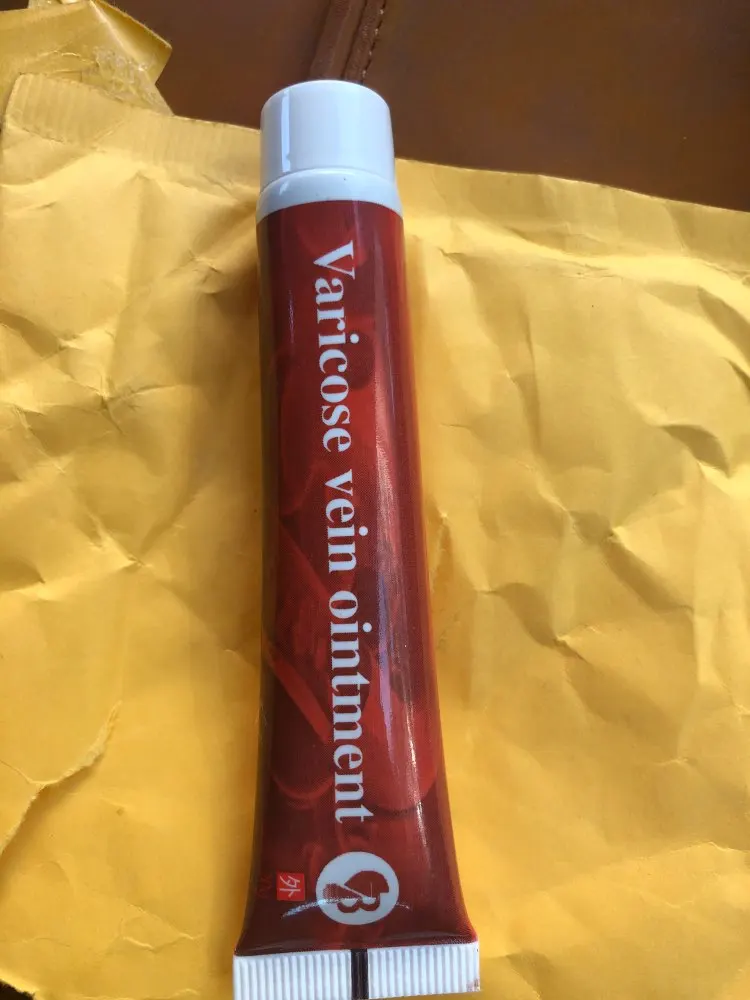 Varicose vein ointment
外